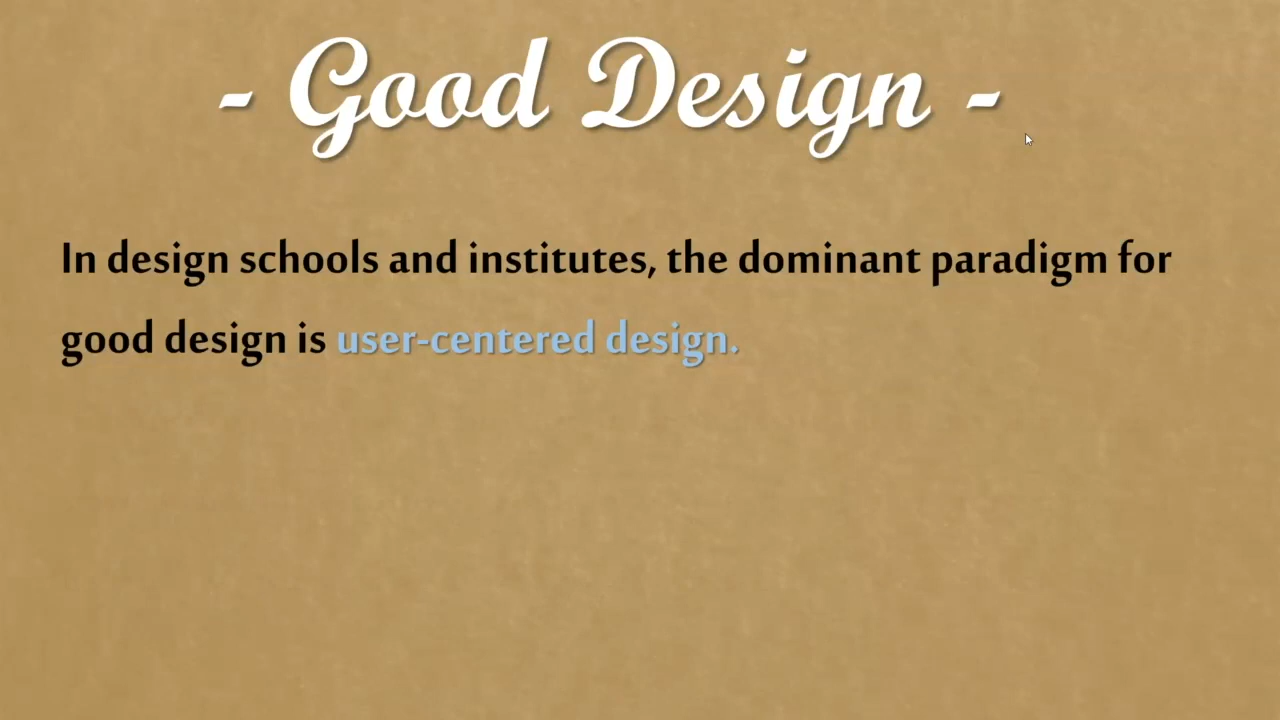 - Good Design -
In design schools and institutes, the dominant paradigm for
good design is user-centered design.